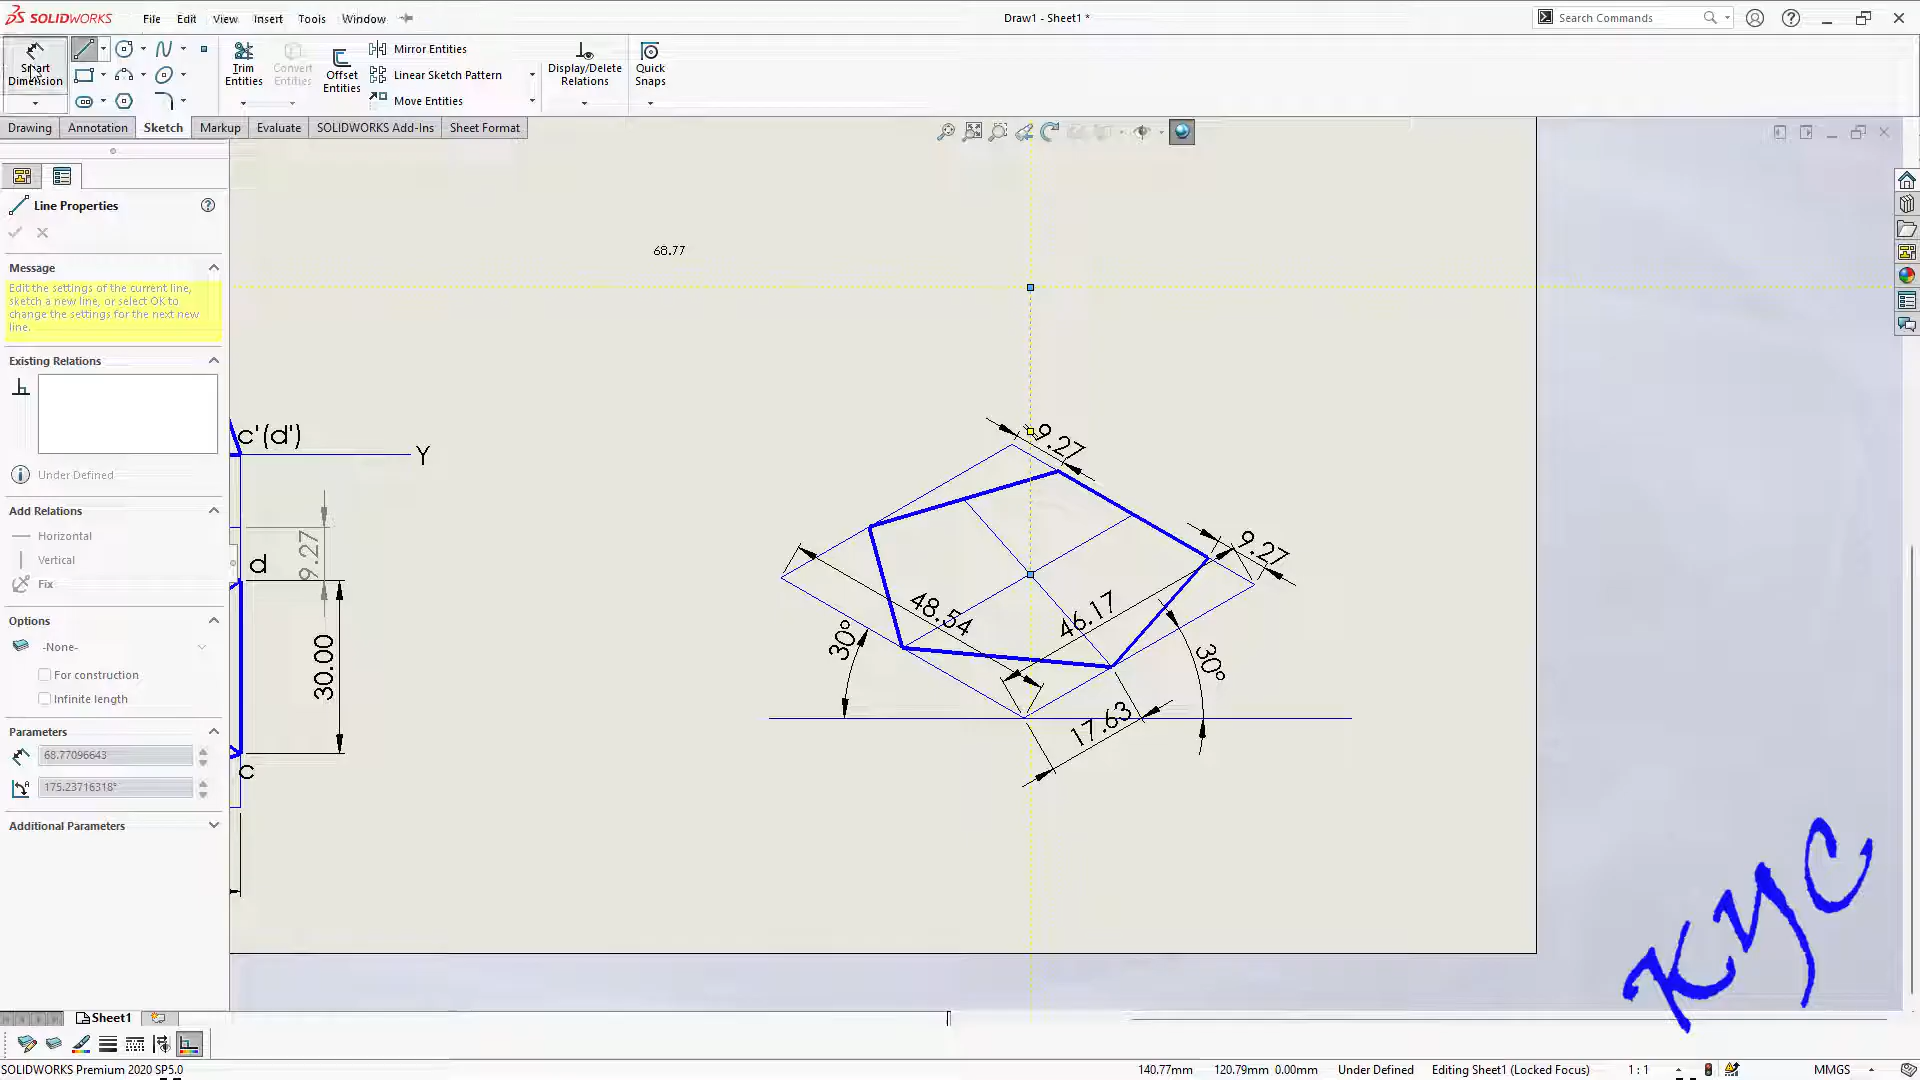 SOLIDWORKS
File Edit View Insert Tools Window
Draw1 - Sheet1 *
Search Commands
Smart Dimension
Trim Entities
Convert Entities
Offset Entities
Mirror Entities
Linear Sketch Pattern
Move Entities
Display/Delete Relations
Quick Snaps
Drawing Annotation Sketch Markup Evaluate SOLIDWORKS Add-Ins Sheet Format
Line Properties
Message
Edit the settings of the current line,
sketch a new line, or select OK to
change the settings for the next new
line.
Existing Relations
Under Defined
Add Relations
Horizontal
Vertical
Fix
Options
-None-
For construction
Infinite length
Parameters
68.77096643
175.23716318°
Additional Parameters
68.77
c'(d')
Y
9.27
d
30.00
c
9.27
9.27
48.54
46.17
30°
30°
17.63
KYC
Sheet1
SOLIDWORKS Premium 2020 SP5.0
140.77mm 120.79mm 0.00mm Under Defined Editing Sheet1 (Locked Focus) 1 : 1 MMGS